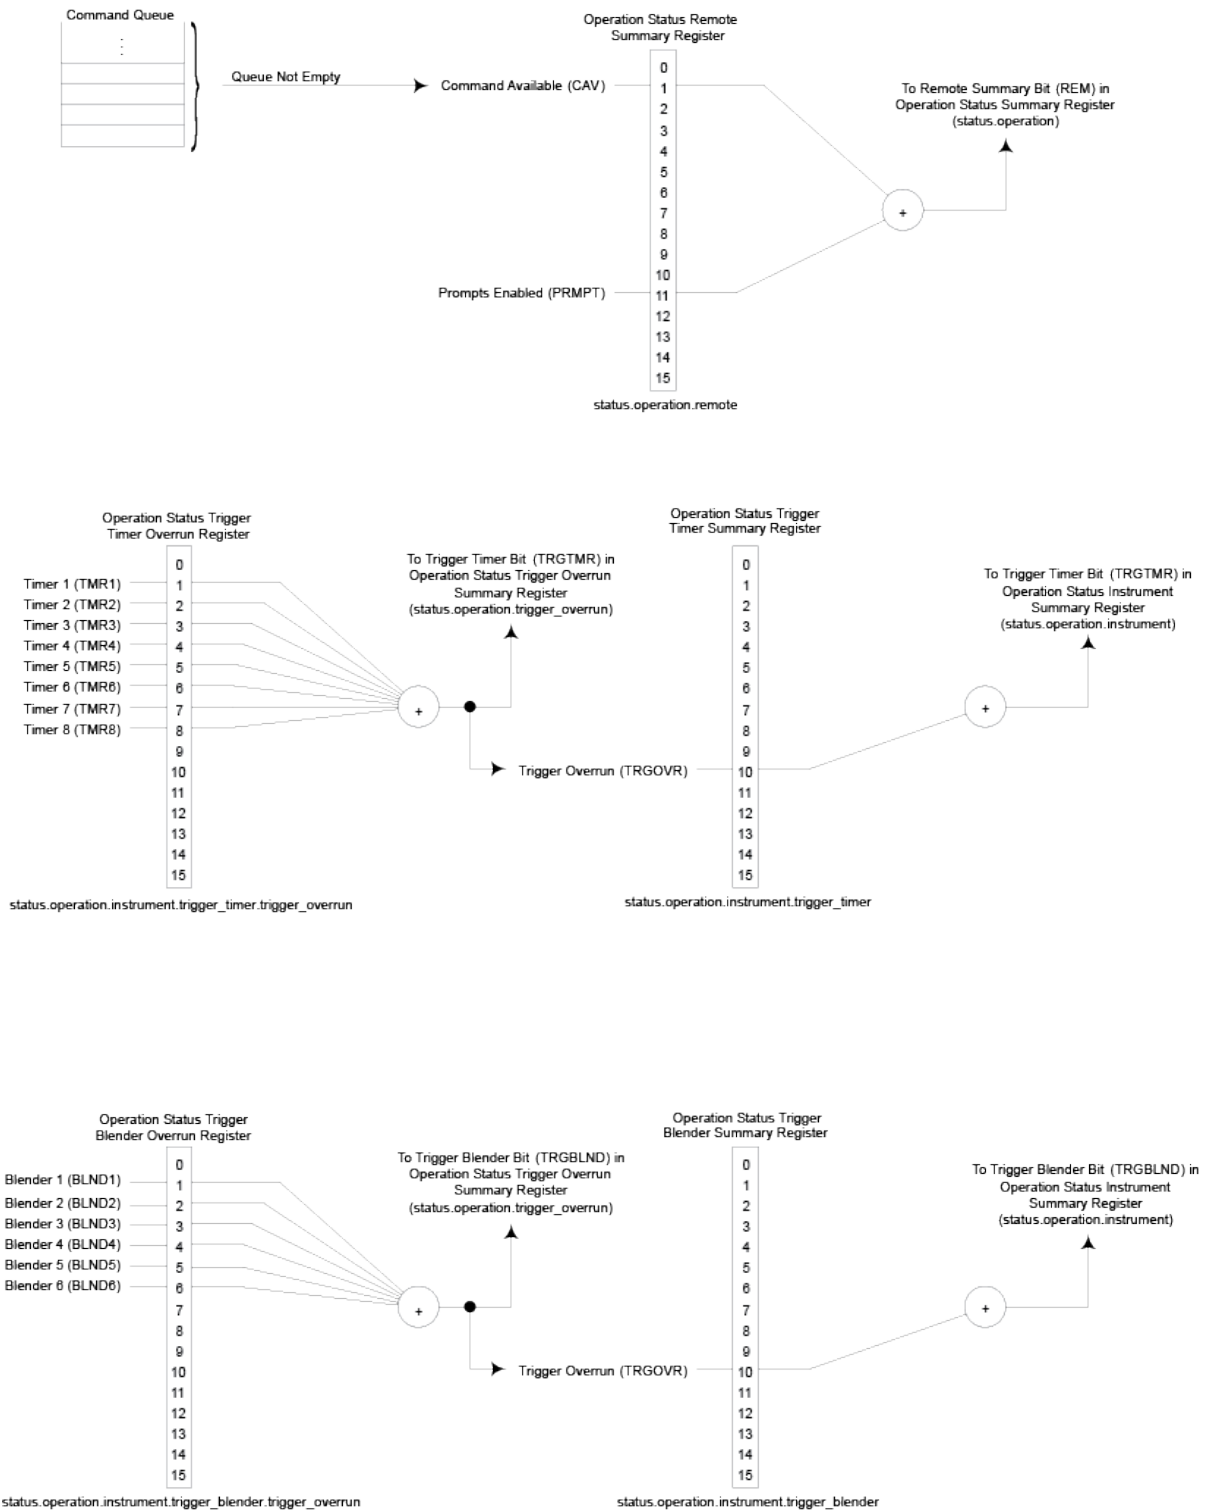 Command Queue
Queue Not Empty
Command Available (CAV)
Prompts Enabled (PRMPT)
Operation Status Remote
Summary Register
0
1
2
3
4
5
6
7
8
9
10
11
12
13
14
15
status.operation.remote
+
To Remote Summary Bit (REM) in
Operation Status Summary Register
(status.operation)
Operation Status Trigger
Timer Overrun Register
Timer 1 (TMR1)
Timer 2 (TMR2)
Timer 3 (TMR3)
Timer 4 (TMR4)
Timer 5 (TMR5)
Timer 6 (TMR6)
Timer 7 (TMR7)
Timer 8 (TMR8)
0
1
2
3
4
5
6
7
8
9
10
11
12
13
14
15
status.operation.instrument.trigger_timer.trigger_overrun
+
To Trigger Timer Bit (TRGTMR) in
Operation Status Trigger Overrun
Summary Register
(status.operation.trigger_overrun)
Trigger Overrun (TRGOVR)
Operation Status Trigger
Timer Summary Register
0
1
2
3
4
5
6
7
8
9
10
11
12
13
14
15
status.operation.instrument.trigger_timer
+
To Trigger Timer Bit (TRGTMR) in
Operation Status Instrument
Summary Register
(status.operation.instrument)
Operation Status Trigger
Blender Overrun Register
Blender 1 (BLND1)
Blender 2 (BLND2)
Blender 3 (BLND3)
Blender 4 (BLND4)
Blender 5 (BLND5)
Blender 6 (BLND6)
0
1
2
3
4
5
6
7
8
9
10
11
12
13
14
15
status.operation.instrument.trigger_blender.trigger_overrun
+
To Trigger Blender Bit (TRGBLND) in
Operation Status Trigger Overrun
Summary Register
(status.operation.trigger_overrun)
Trigger Overrun (TRGOVR)
Operation Status Trigger
Blender Summary Register
0
1
2
3
4
5
6
7
8
9
10
11
12
13
14
15
status.operation.instrument.trigger_blender
+
To Trigger Blender Bit (TRGBLND) in
Operation Status Instrument
Summary Register
(status.operation.instrument)